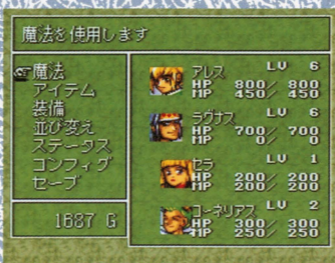 魔法を使用します
魔法
アイテム
装備
並び変え
ステータス
コンフィグ
セーブ
1687 G
アレス LV 6
HP 800/ 800
MP 450/ 450
ラヴナス LV 6
HP 700/ 700
MP 0/ 0
セラ LV 1
HP 200/ 200
MP 200/ 200
コーネリアス LV 2
HP 300/ 300
MP 250/ 250